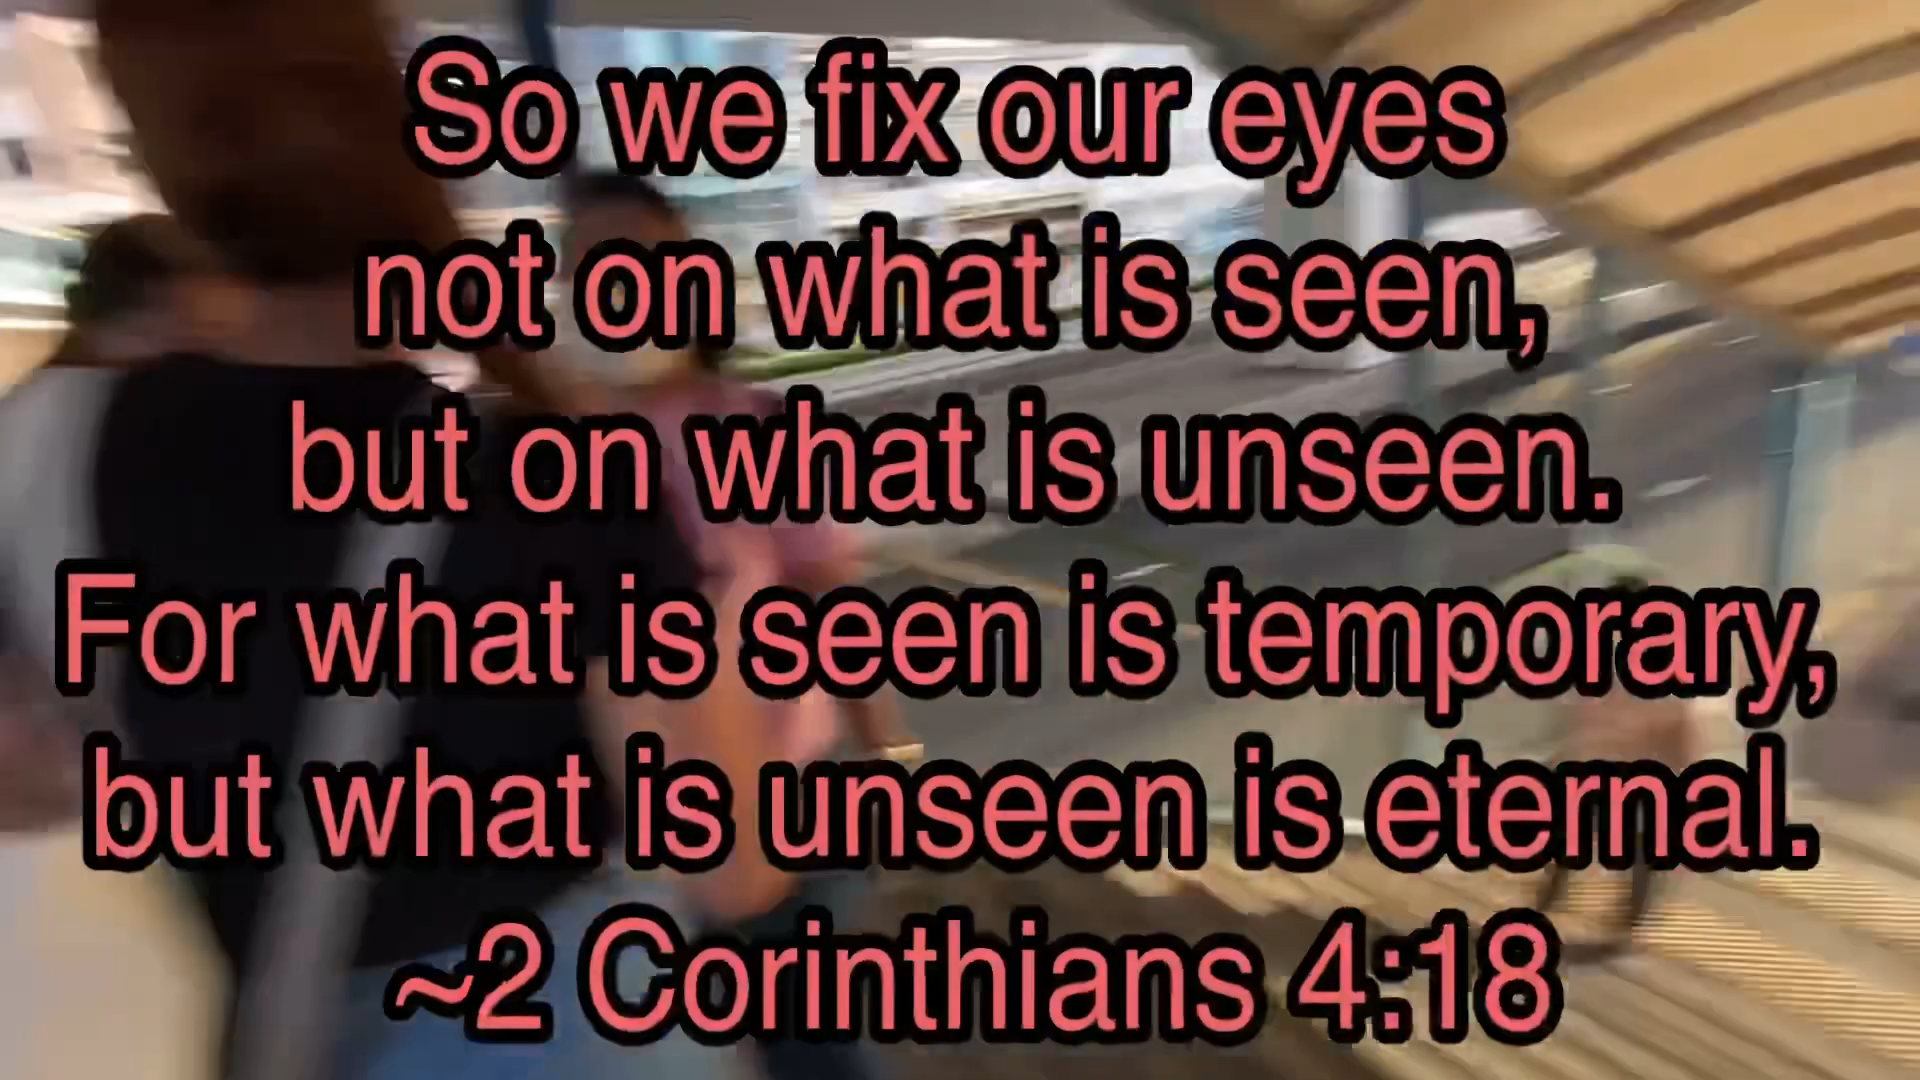 So we fix our eyes
not on what is seen,
but on what is unseen.
For what is seen is temporary,
but what is unseen is eternal.
~2 Corinthians 4:18